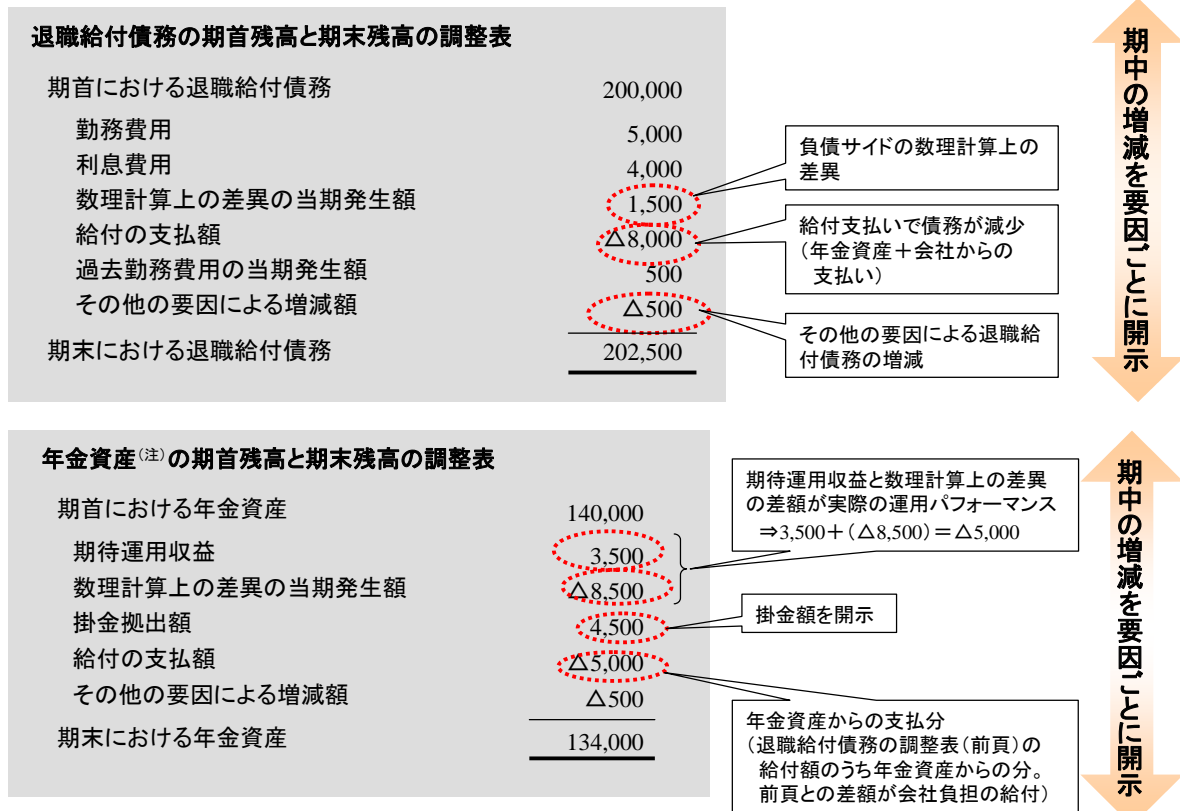 退職給付債務の期首残高と期末残高の調整表
期首における退職給付債務 200,000
勤務費用 5,000
利息費用 4,000
数理計算上の差異の当期発生額 1,500
給付の支払額 △8,000
過去勤務費用の当期発生額 500
その他の要因による増減額 △500
期末における退職給付債務 202,500
負債サイドの数理計算上の
差異
給付支払いで債務が減少
(年金資産+会社からの
支払い)
その他の要因による退職給
付債務の増減
期中の増減を要因ごとに開示
年金資産(注)の期首残高と期末残高の調整表
期首における年金資産 140,000
期待運用収益 3,500
数理計算上の差異の当期発生額 △8,500
掛金拠出額 4,500
給付の支払額 △5,000
その他の要因による増減額 △500
期末における年金資産 134,000
期待運用収益と数理計算上の差異
の差額が実際の運用パフォーマンス
⇒3,500+(△8,500)=△5,000
掛金額を開示
年金資産からの支払分
(退職給付債務の調整表(前頁)の
給付額のうち年金資産からの分。
前頁との差額が会社負担の給付)
期中の増減を要因ごとに開示